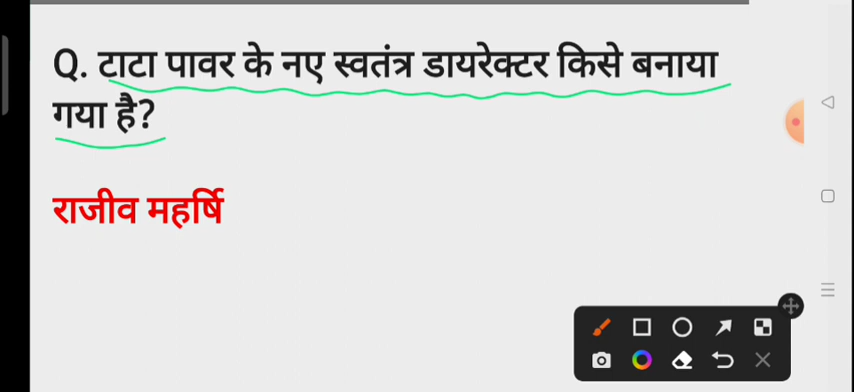 Q. टाटा पावर के नए स्वतंत्र डायरेक्टर किसे बनाया
गया है?
राजीव महर्षि